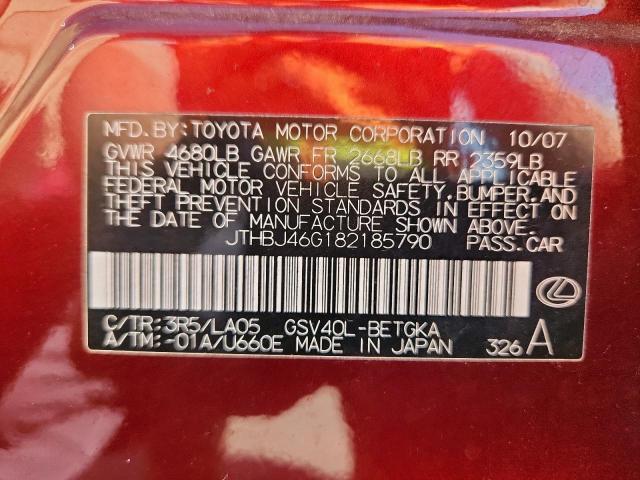 MFD. BY: TOYOTA MOTOR CORPORATION 10/07
GVWR 4680LB GAWR FR 2668LB RR 2359LB
THIS VEHICLE CONFORMS TO ALL APPLICABLE
FEDERAL MOTOR VEHICLE SAFETY, BUMPER, AND
THEFT PREVENTION STANDARDS IN EFFECT ON
THE DATE OF MANUFACTURE SHOWN ABOVE.
JTHBJ46G182185790 PASS.CAR
C/TR: 3R5/LA05 GSV40L-BETGKA
A/TM: -01A/U660E MADE IN JAPAN 326 A